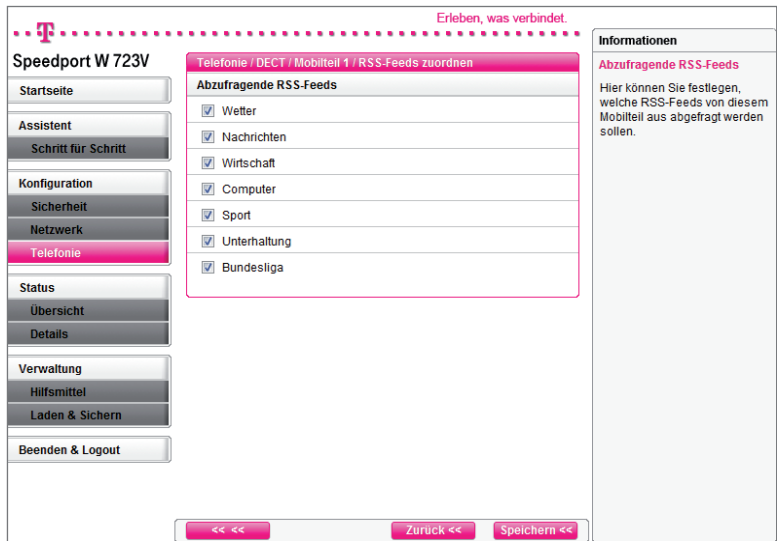 Erleben, was verbindet.
T
Speedport W 723V
Startseite
Assistent
Schritt für Schritt
Konfiguration
Sicherheit
Netzwerk
Telefonie
Status
Übersicht
Details
Verwaltung
Hilfsmittel
Laden & Sichern
Beenden & Logout
Telefonie / DECT / Mobilteil 1 / RSS-Feeds zuordnen
Abzufragende RSS-Feeds
Wetter
Nachrichten
Wirtschaft
Computer
Sport
Unterhaltung
Bundesliga
<< <<
Zurück <<
Speichern <<
Informationen
Abzufragende RSS-Feeds
Hier können Sie festlegen,
welche RSS-Feeds von diesem
Mobilteil aus abgefragt werden
sollen.